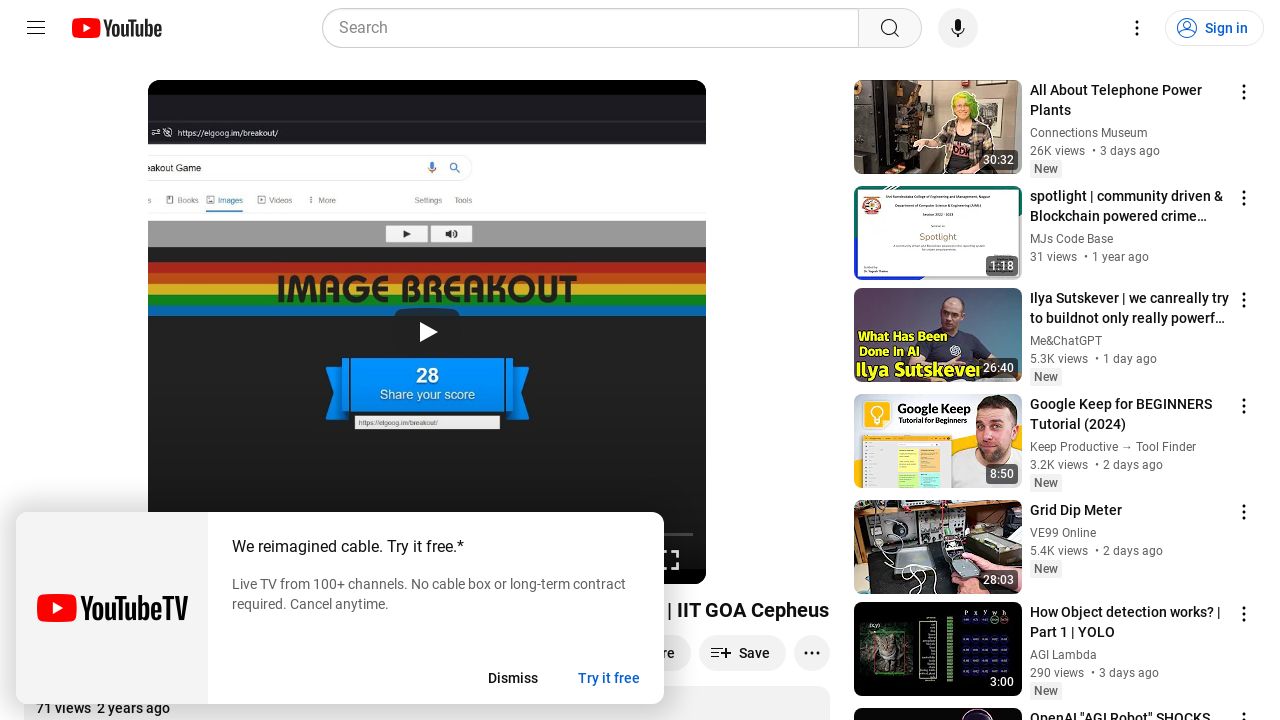 YouTube
Search
Sign in
https://elgoog.im/breakout/
eakout Game
Books
Images
Videos
More
Settings
Tools
IMAGE BREAKOUT
28
Share your score
https://elgoog.im/breakout/
We reimagined cable. Try it free.*
Live TV from 100+ channels. No cable box or long-term contract
required. Cancel anytime.
YouTubeTV
Dismiss
Try it free
| IIT GOA Cepheus
re
Save
71 views 2 years ago
30:32
All About Telephone Power
Plants
Connections Museum
26K views • 3 days ago
New
Spotlight
1:18
spotlight | community driven &
Blockchain powered crime…
MJs Code Base
31 views • 1 year ago
What Has Been
Done In AI
Ilya Sutskever
26:40
Ilya Sutskever | we canreally try
to buildnot only really powerf…
Me&ChatGPT
5.3K views • 1 day ago
New
Google Keep
Tutorial for Beginners
8:50
Google Keep for BEGINNERS
Tutorial (2024)
Keep Productive → Tool Finder
3.2K views • 2 days ago
New
28:03
Grid Dip Meter
VE99 Online
5.4K views • 2 days ago
New
(x,y)
P x y w h
3:00
How Object detection works? |
Part 1 | YOLO
AGI Lambda
290 views • 3 days ago
New
OpenAI "AGI Robot" SHOCKS